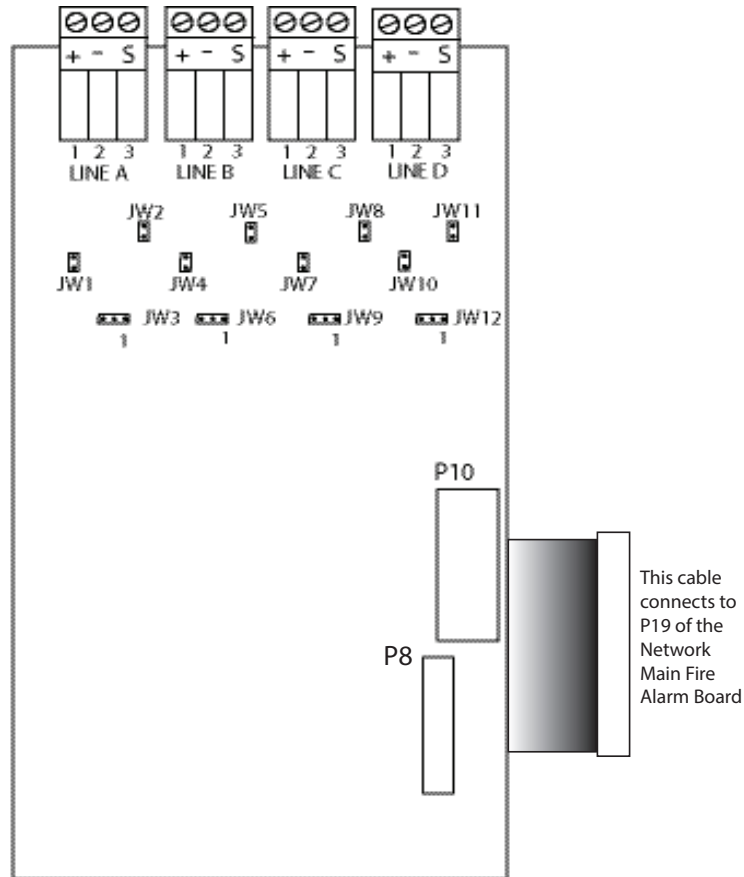 + - S + - S + - S + - S
1 2 3 1 2 3 1 2 3 1 2 3
LINE A LINE B LINE C LINE D
JW2 JW5 JW8 JW11
JW1 JW4 JW7 JW10
JW3 JW6 JW9 JW12
1 1 1 1
P10
P8
This cable
connects to
P19 of the
Network
Main Fire
Alarm Board